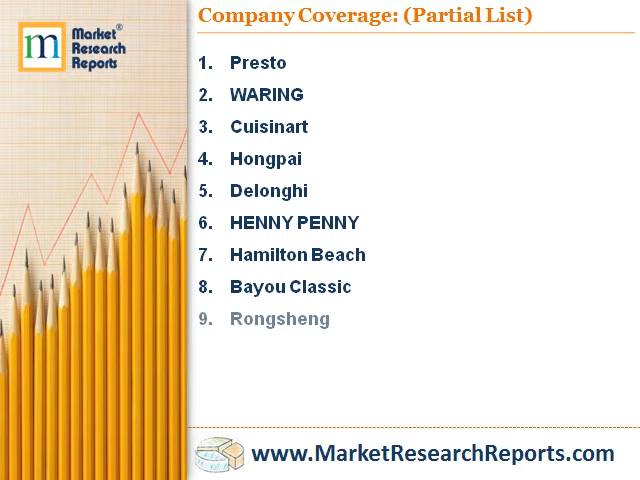 m
Market®
Research
Reports
Company Coverage: (Partial List)
1. Presto
2. WARING
3. Cuisinart
4. Hongpai
5. Delonghi
6. HENNY PENNY
7. Hamilton Beach
8. Bayou Classic
9. Rongsheng
www.MarketResearchReports.com